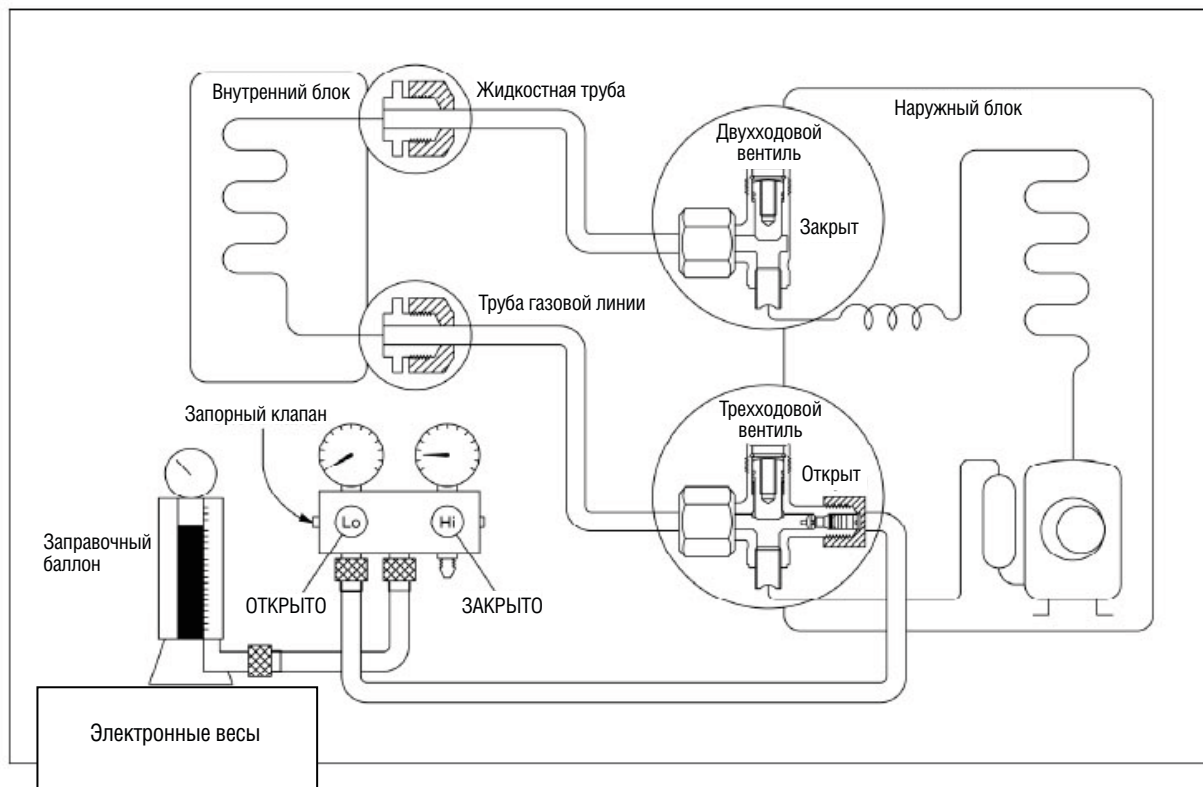 Внутренний блок
Жидкостная труба
Двухходовой
вентиль
Наружный блок
Закрыт
Труба газовой линии
Запорный клапан
Трехходовой
вентиль
Открыт
Lo
Hi
Заправочный
баллон
ОТКРЫТО
ЗАКРЫТО
Электронные весы